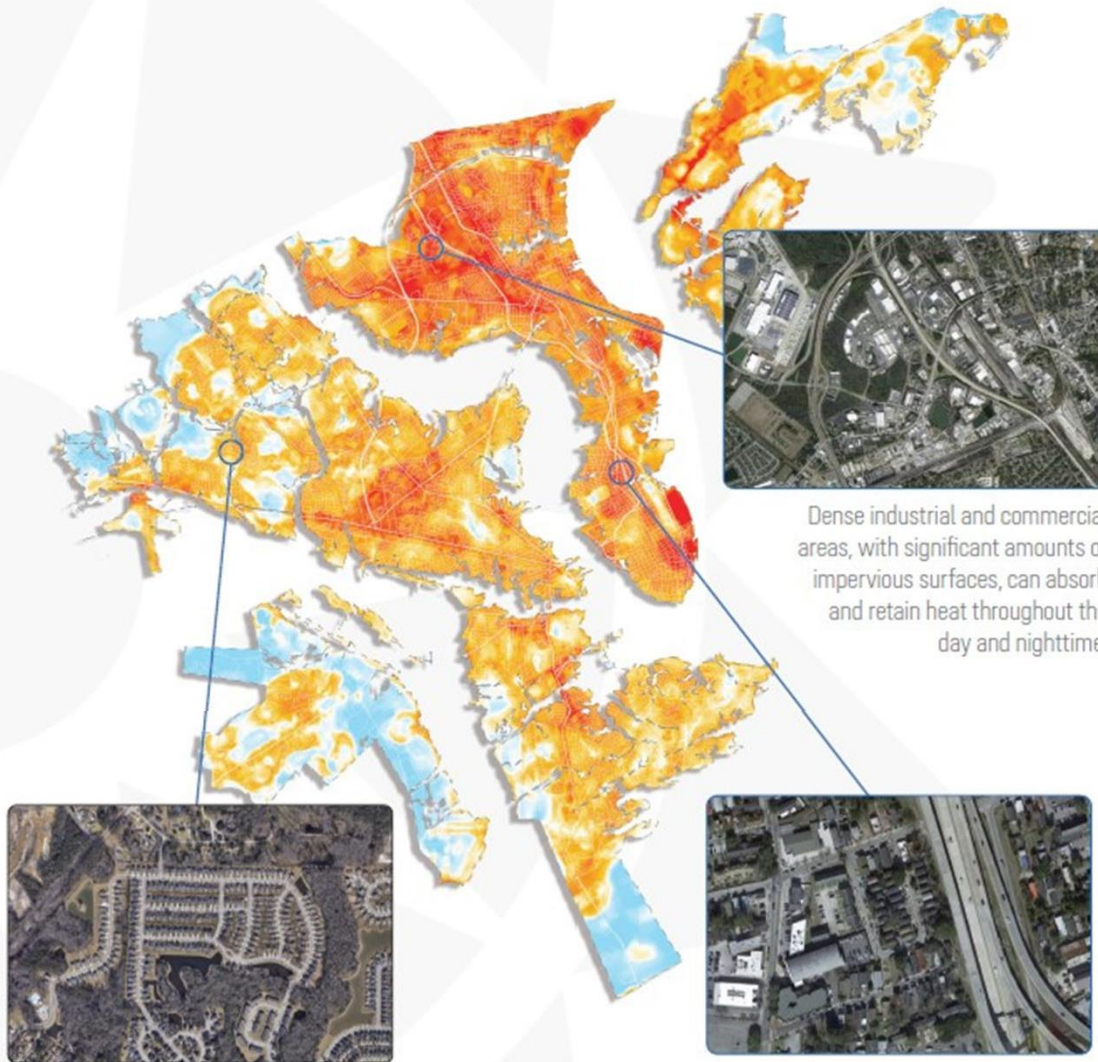 Dense industrial and commercia
areas, with significant amounts o
impervious surfaces, can absor
and retain heat throughout th
day and nighttime